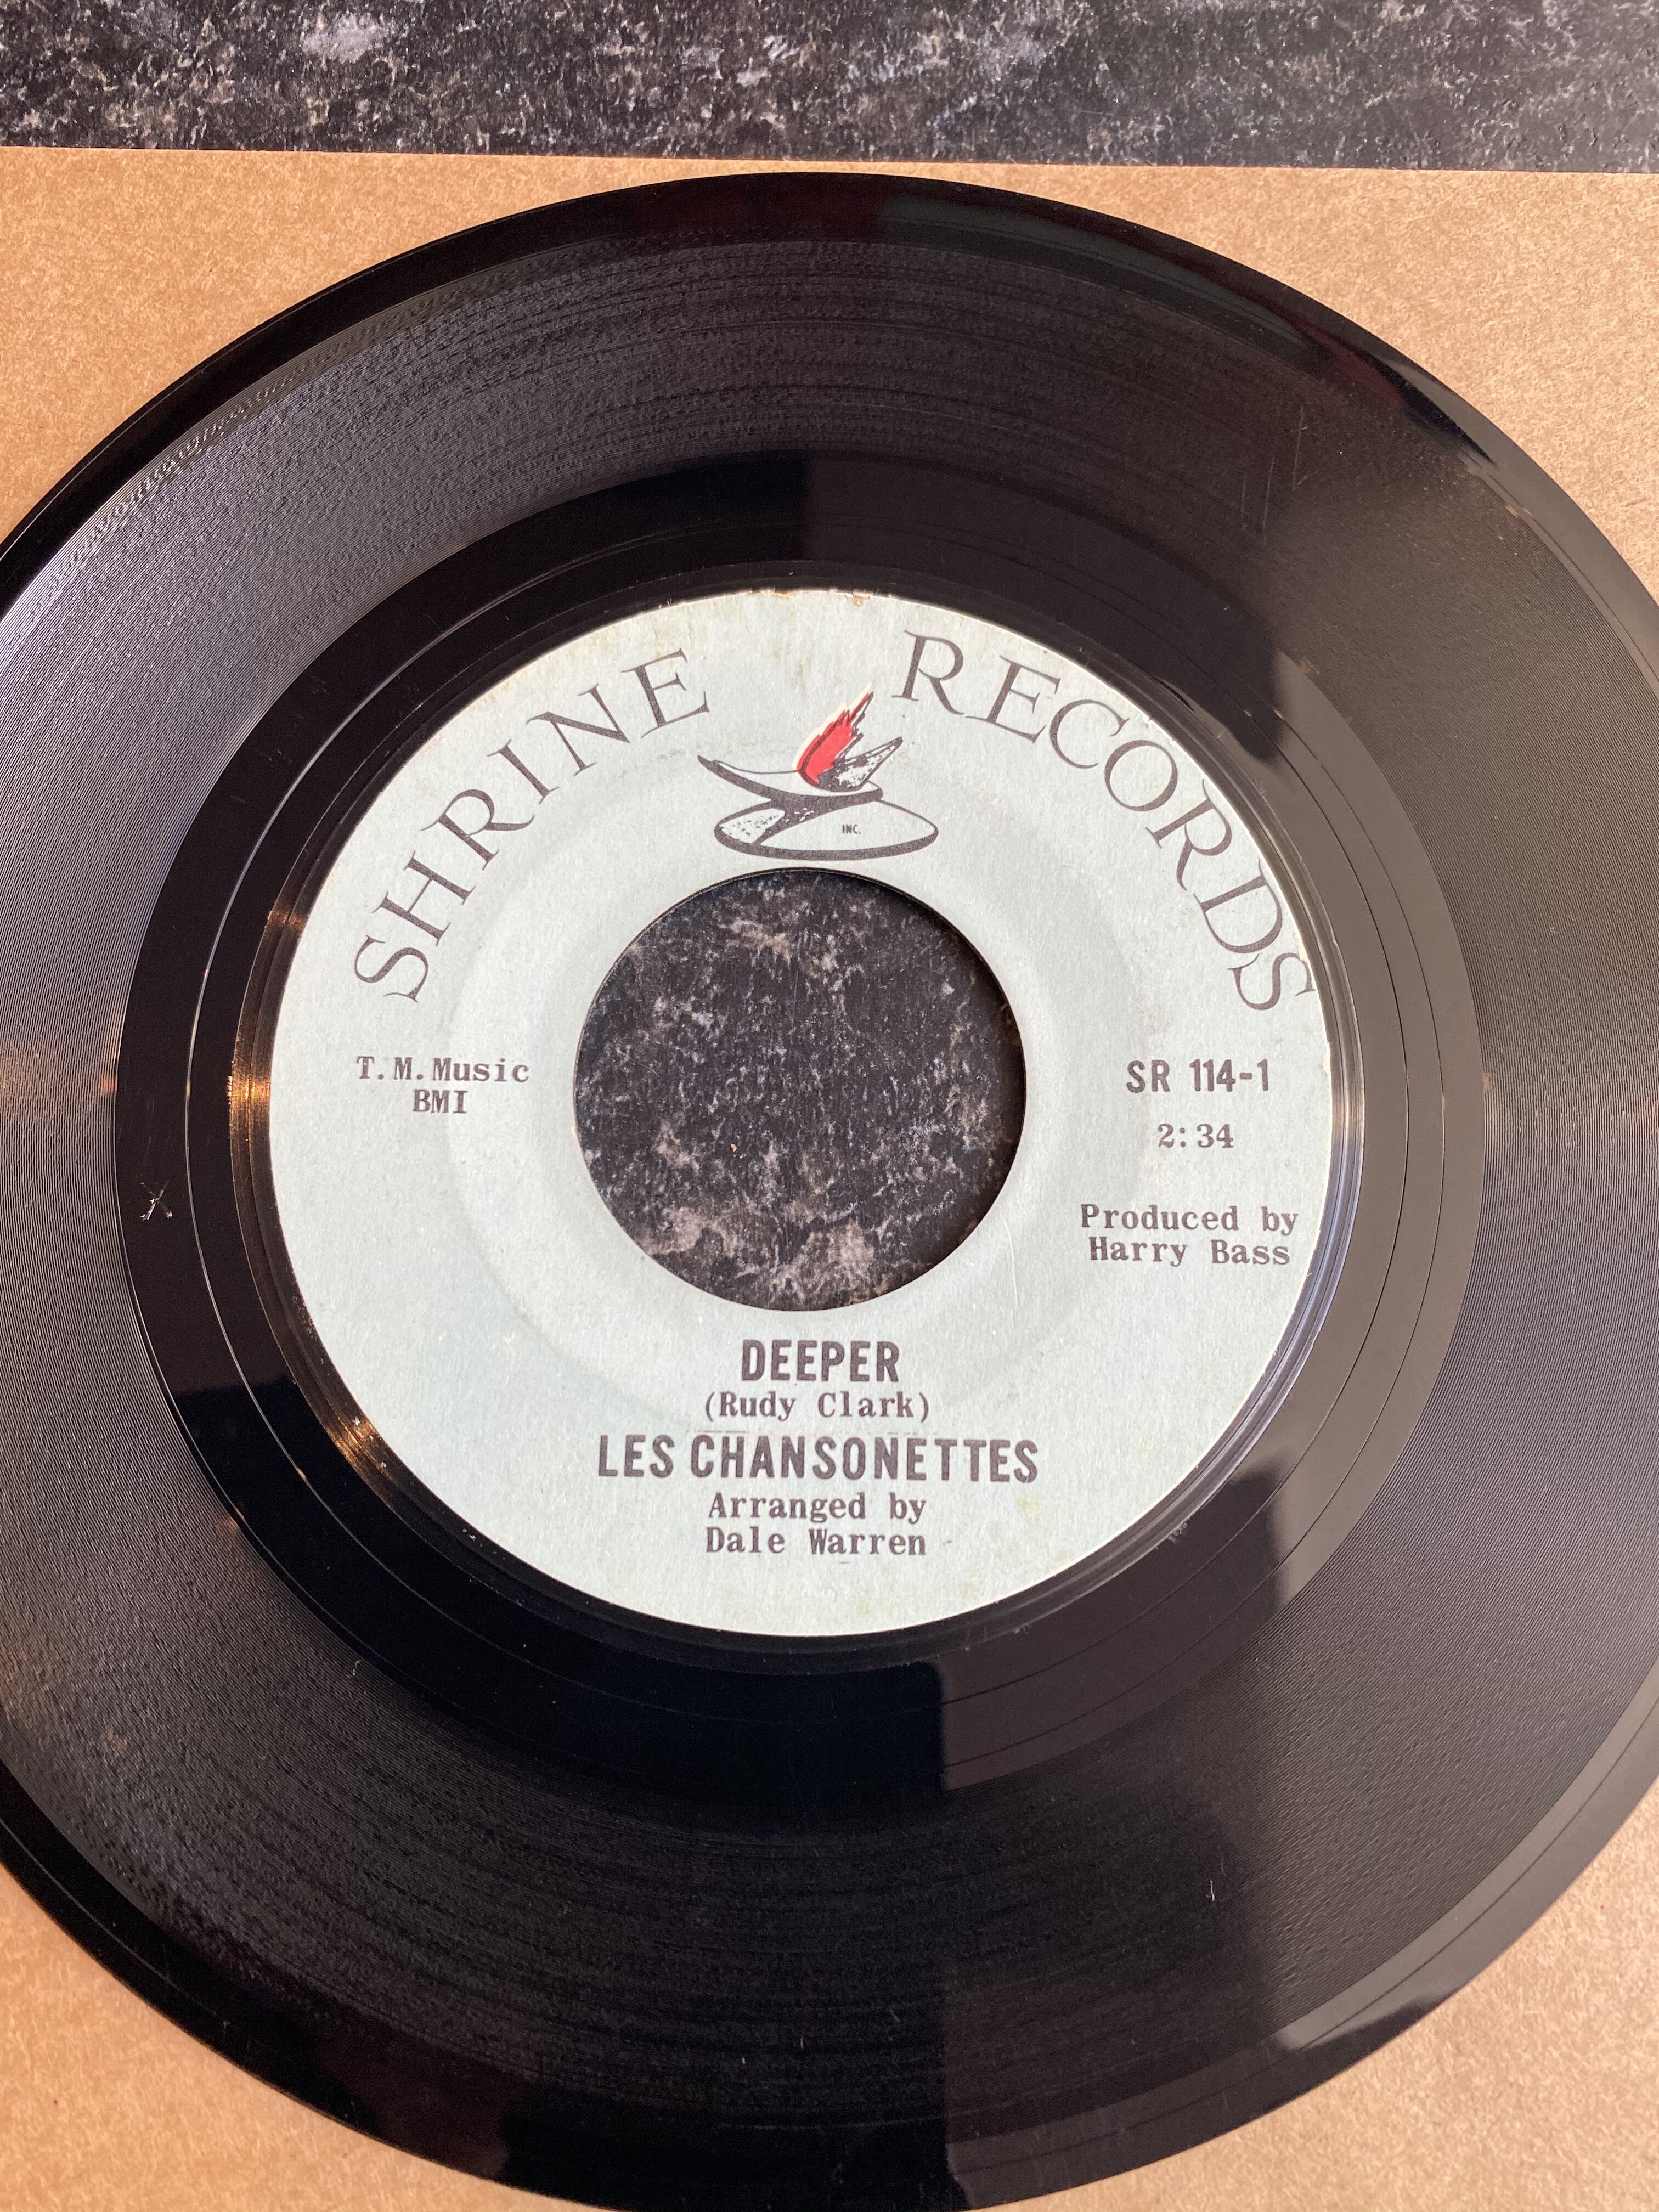 SHRINE RECORDS
INC.
T.M.Music
BMI
SR 114-1
2:34
Produced by
Harry Bass
DEEPER
(Rudy Clark)
LES CHANSONETTES
Arranged by
Dale Warren